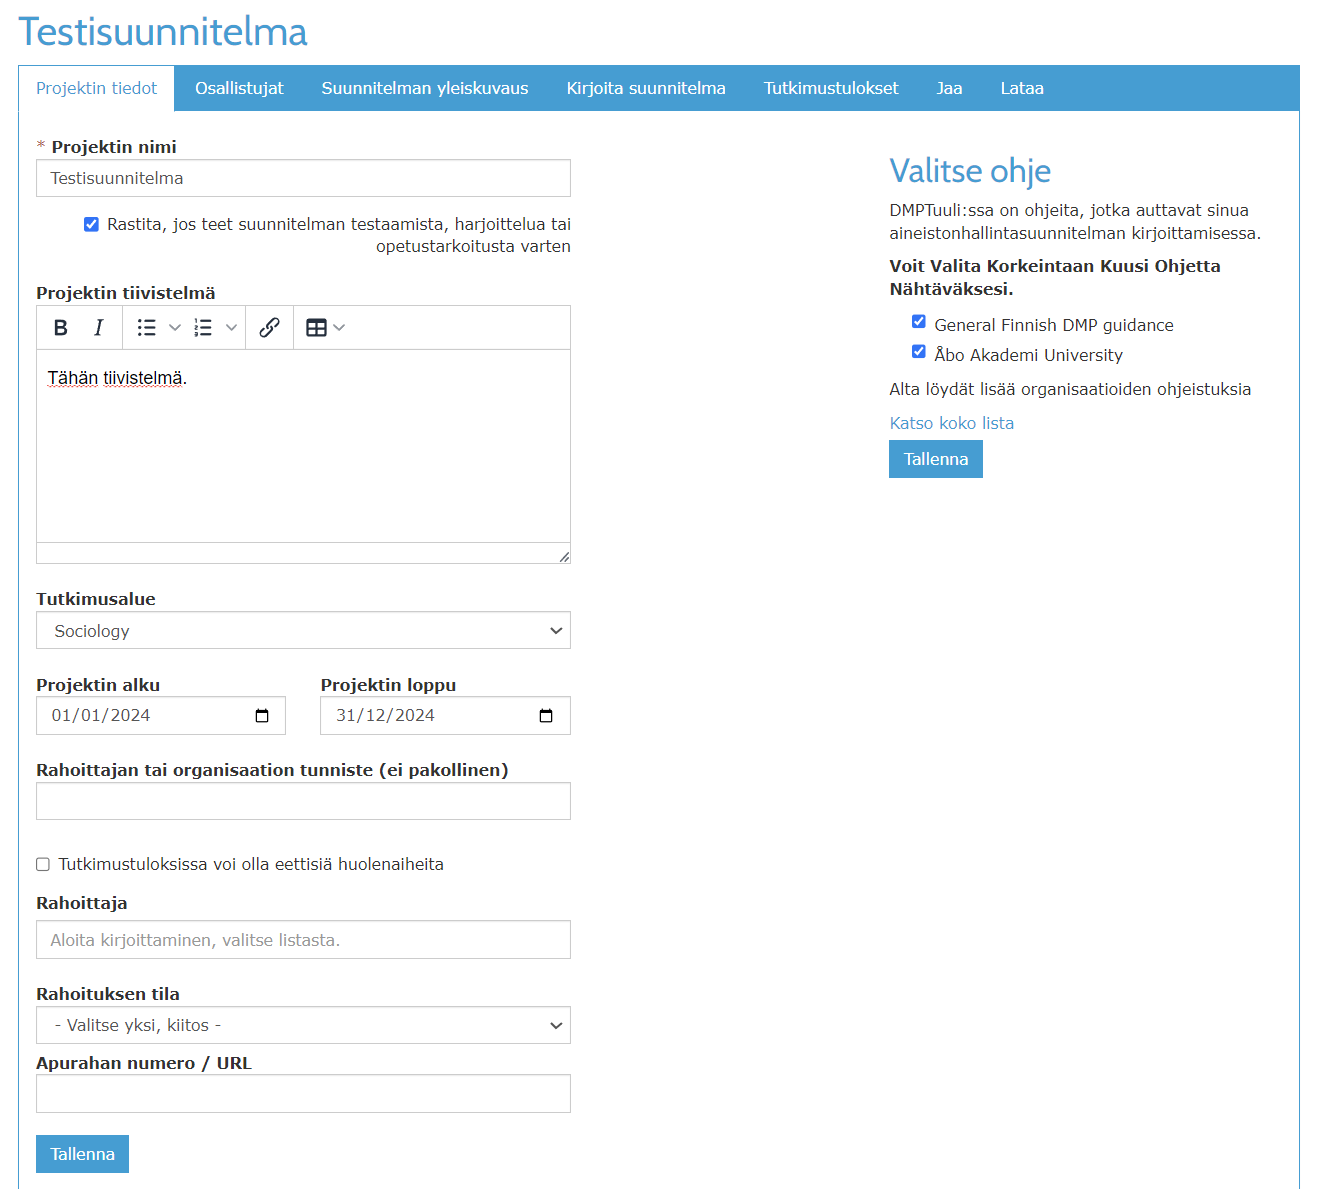 Testisuunnitelma
Projektin tiedot Osallistujat Suunnitelman yleiskuvaus Kirjoita suunnitelma Tutkimustulokset Jaa Lataa
* Projektin nimi
Testisuunnitelma
Rastita, jos teet suunnitelman testaamista, harjoittelua tai
opetustarkoitusta varten
Projektin tiivistelmä
B I
Tähän tiivistelmä.
Tutkimusalue
Sociology
Projektin alku Projektin loppu
01/01/2024 31/12/2024
Rahoittajan tai organisaation tunniste (ei pakollinen)
Tutkimustuloksissa voi olla eettisiä huolenaiheita
Rahoittaja
Aloita kirjoittaminen, valitse listasta.
Rahoituksen tila
- Valitse yksi, kiitos -
Apurahan numero / URL
Tallenna
Valitse ohje
DMPTuuli:ssa on ohjeita, jotka auttavat sinua
aineistonhallintasuunnitelman kirjoittamisessa.
Voit Valita Korkeintaan Kuusi Ohjetta
Nähtäväksesi.
General Finnish DMP guidance
Åbo Akademi University
Alta löydät lisää organisaatioiden ohjeistuksia
Katso koko lista
Tallenna